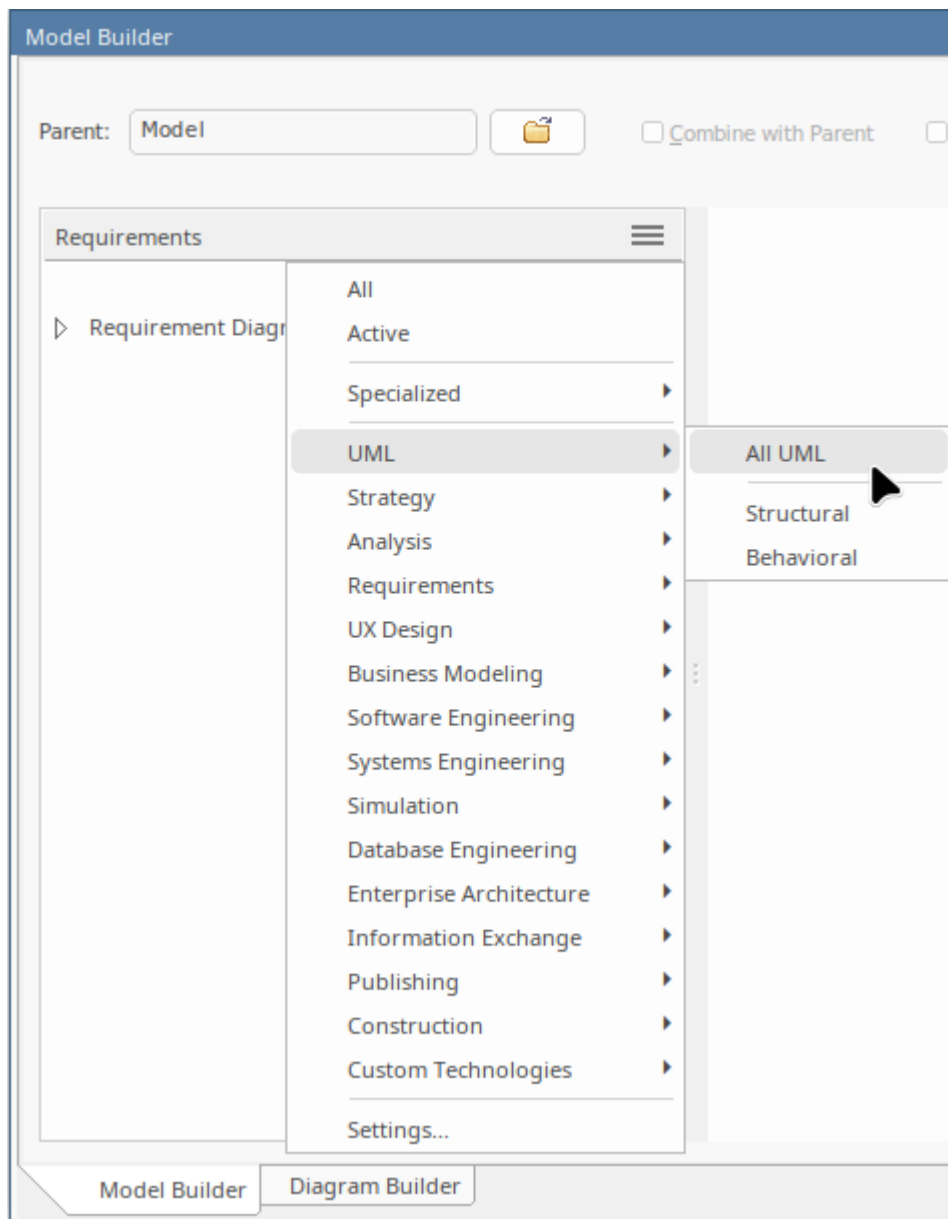 Model Builder
Parent: Model Combine with Parent
Requirements
Requirement Diagr
All
Active
Specialized
UML
All UML
Strategy
Structural
Analysis
Behavioral
Requirements
UX Design
Business Modeling
Software Engineering
Systems Engineering
Simulation
Database Engineering
Enterprise Architecture
Information Exchange
Publishing
Construction
Custom Technologies
Settings...
Model Builder Diagram Builder